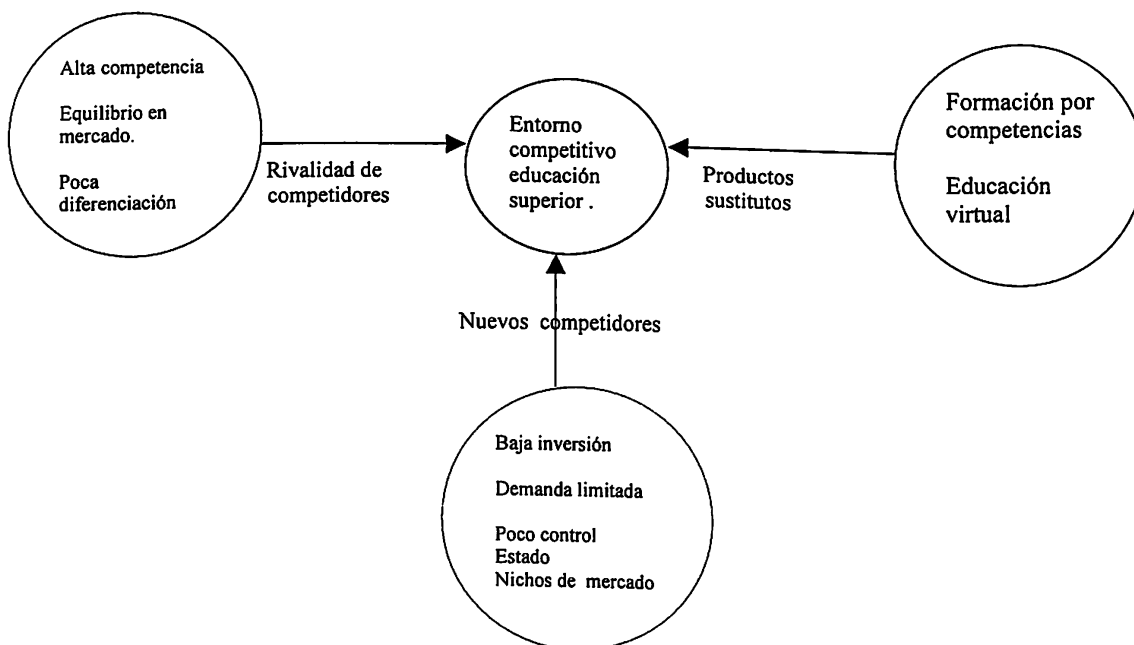 Alta competencia
Equilibrio en
mercado.
Poca
diferenciación
Rivalidad de
competidores
Entorno
competitivo
educación
superior .
Productos
sustitutos
Formación por
competencias
Educación
virtual
Nuevos competidores
Baja inversión
Demanda limitada
Poco control
Estado
Nichos de mercado